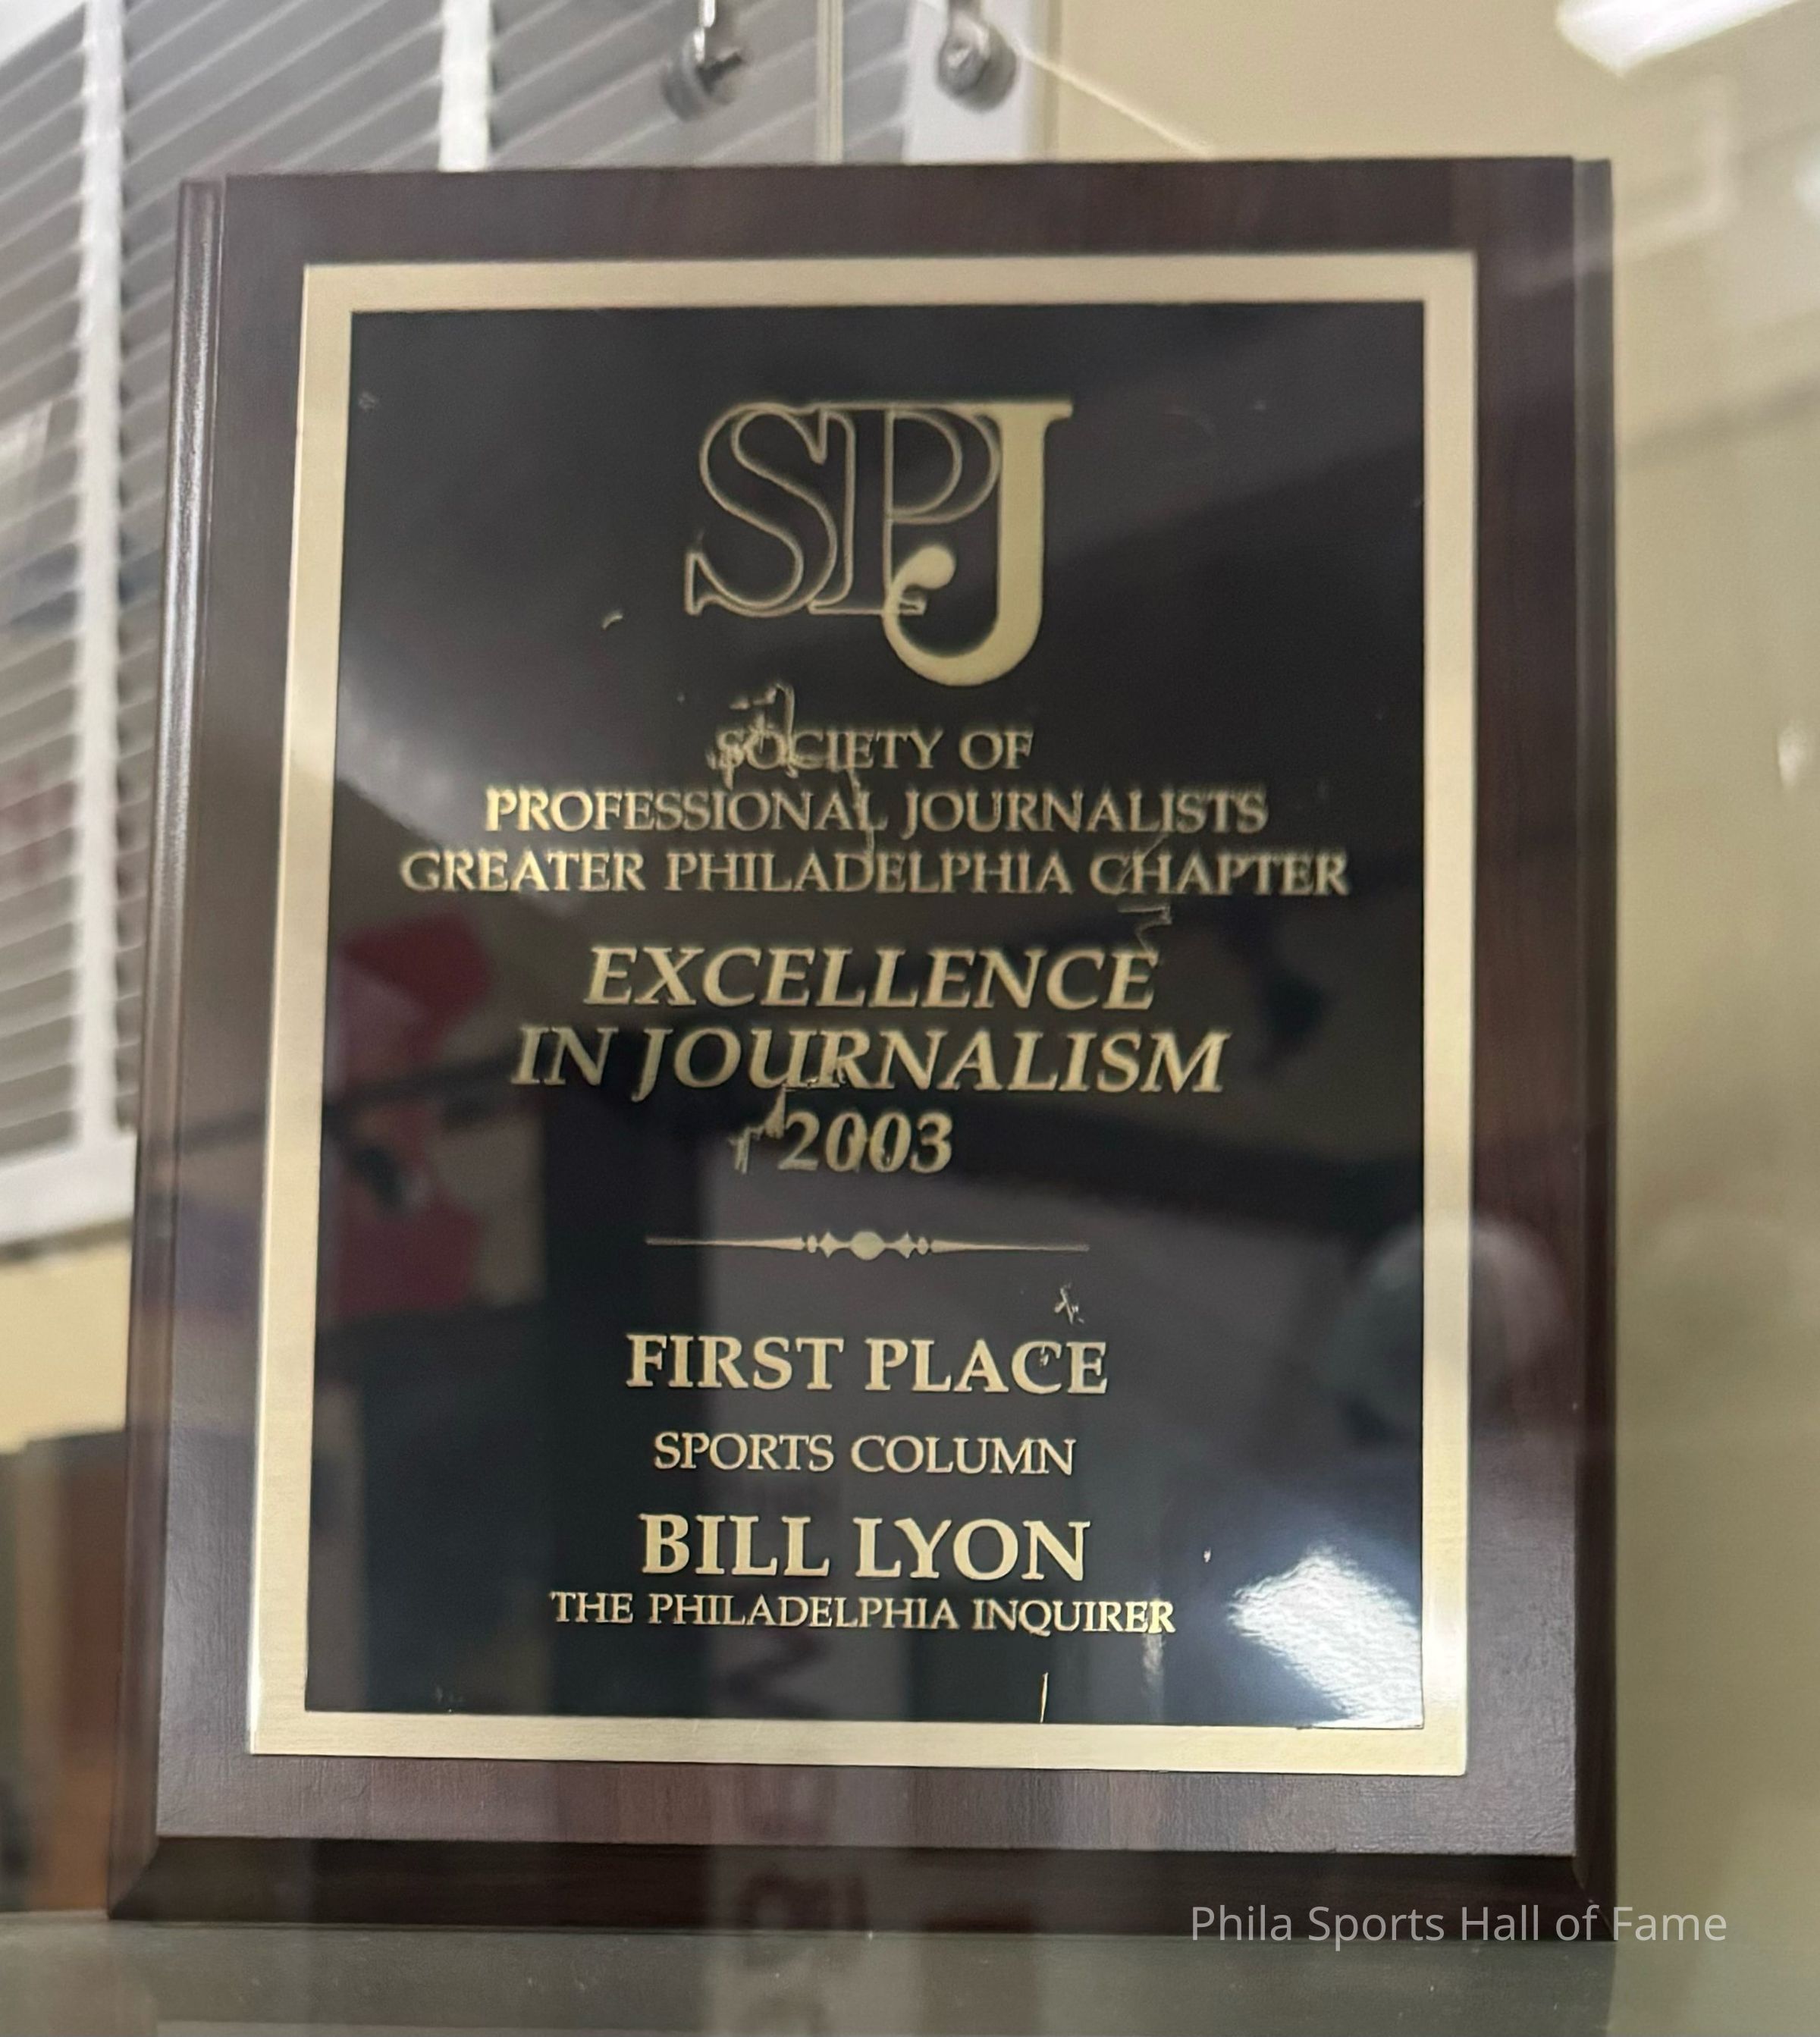 SPJ
SOCIETY OF
PROFESSIONAL JOURNALISTS
GREATER PHILADELPHIA CHAPTER
EXCELLENCE
IN JOURNALISM
2003
FIRST PLACE
SPORTS COLUMN
BILL LYON
THE PHILADELPHIA INQUIRER
Phila Sports Hall of Fame